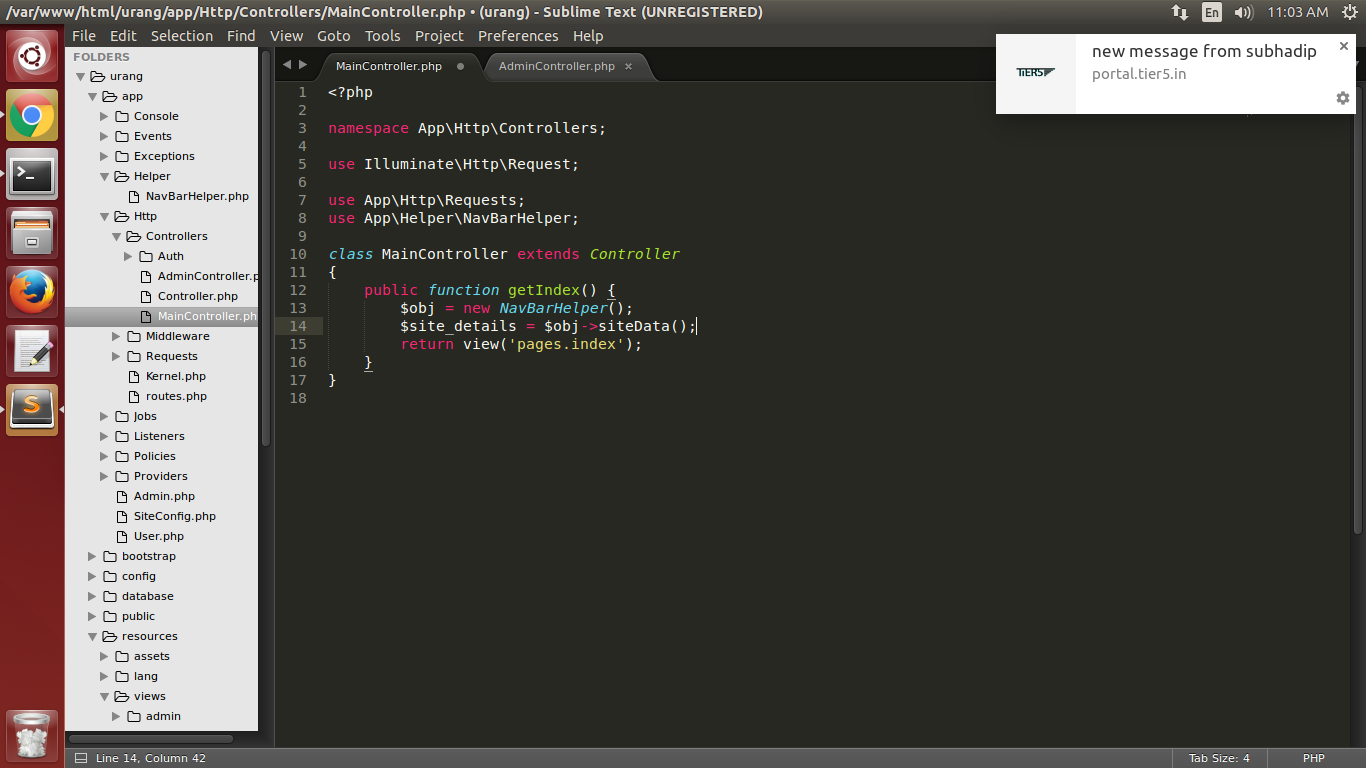 /var/www/html/urang/app/Http/Controllers/MainController.php • (urang) - Sublime Text (UNREGISTERED)
En
11:03 AM
File Edit Selection Find View Goto Tools Project Preferences Help
new message from subhadip
portal.tier5.in
TiER5
FOLDERS
urang
app
Console
Events
Exceptions
Helper
NavBarHelper.php
Http
Controllers
Auth
AdminController.p
Controller.php
MainController.ph
Middleware
Requests
Kernel.php
routes.php
Jobs
Listeners
Policies
Providers
Admin.php
SiteConfig.php
User.php
bootstrap
config
database
public
resources
assets
lang
views
admin
MainController.php
AdminController.php
1 <?php
2
3 namespace App\Http\Controllers;
4
5 use Illuminate\Http\Request;
6
7 use App\Http\Requests;
8 use App\Helper\NavBarHelper;
9
10 class MainController extends Controller
11 {
12 public function getIndex() {
13 $obj = new NavBarHelper();
14 $site_details = $obj->siteData();
15 return view('pages.index');
16 }
17 }
18
Line 14, Column 42
Tab Size: 4
PHP